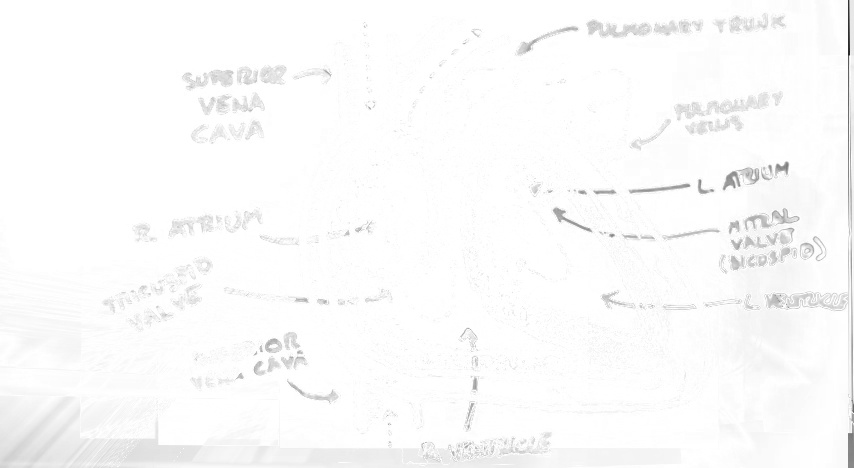 PULMONARY TRUNK
SUPERIOR
VENA
CAVA
PULMONARY
VEINS
L. ATRIUM
R. ATRIUM
MITRAL
VALVE
(BICUSPID)
TRICUSPID
VALVE
L. VENTRICLE
INFERIOR
VENA CAVA
R. VENTRICLE